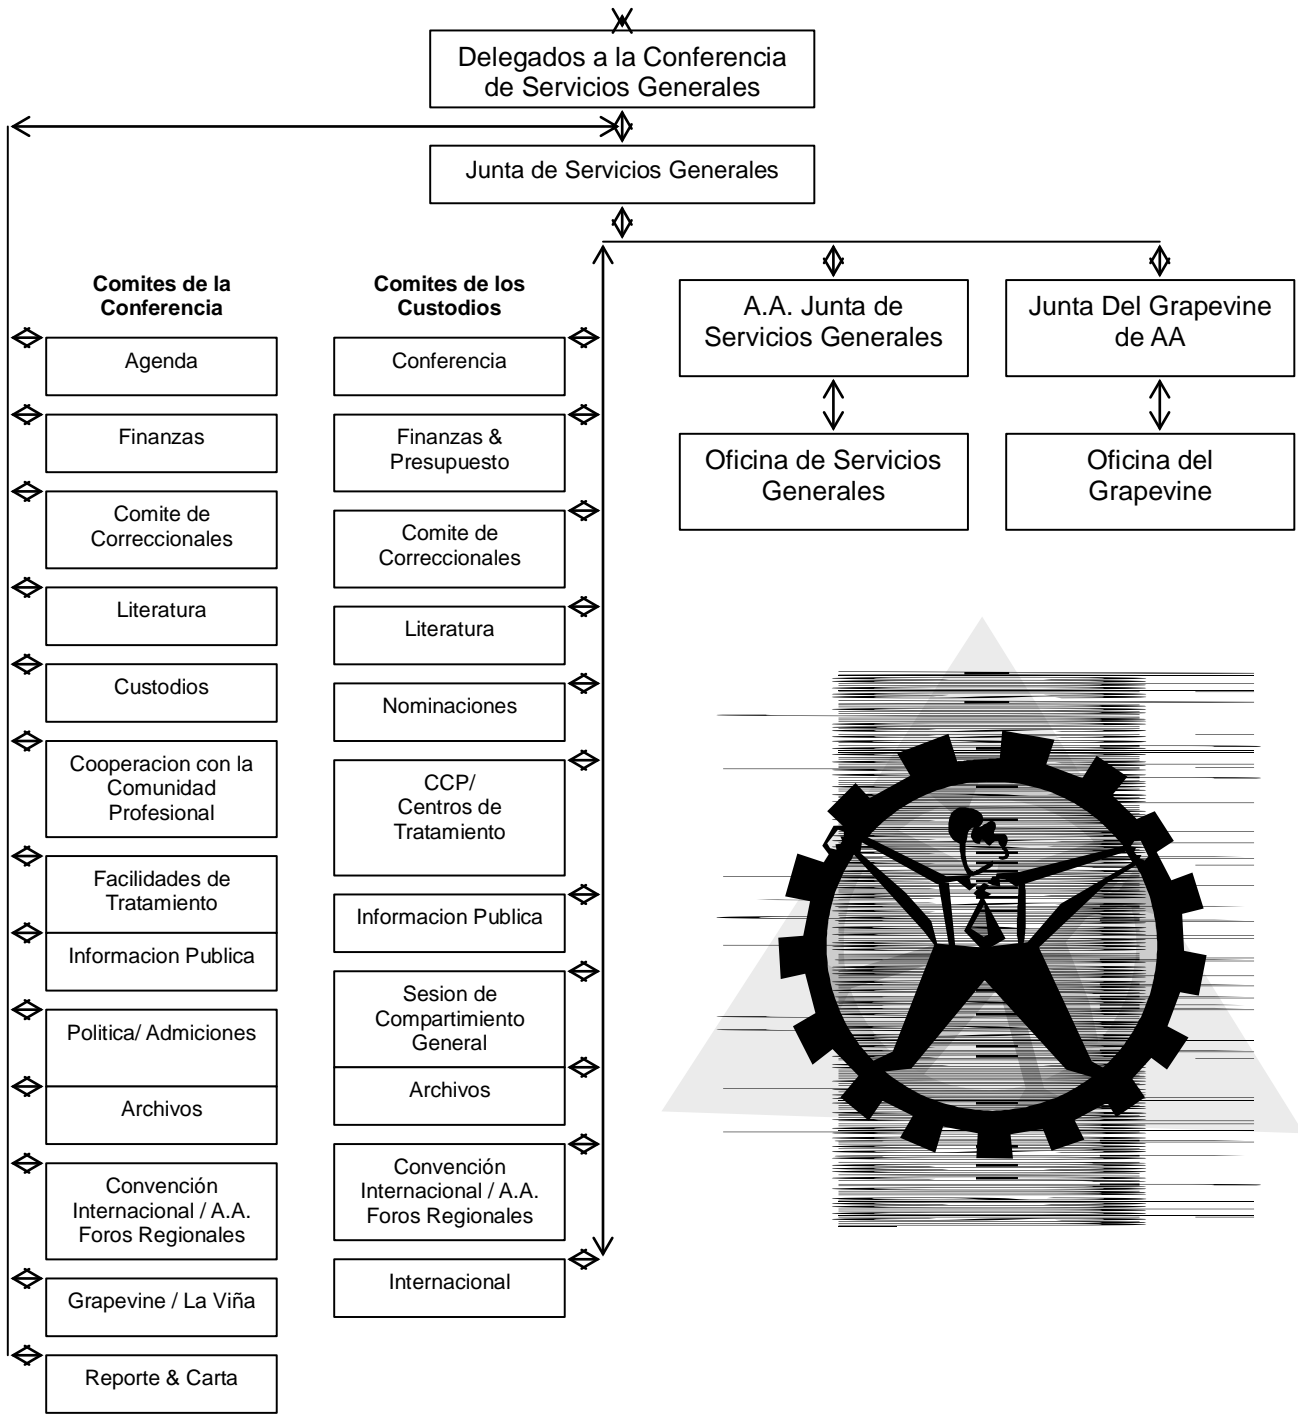 Delegados a la Conferencia
de Servicios Generales
Junta de Servicios Generales
Comites de la
Conferencia
Agenda
Finanzas
Comite de
Correccionales
Literatura
Custodios
Cooperacion con la
Comunidad
Profesional
Facilidades de
Tratamiento
Informacion Publica
Politica/ Admiciones
Archivos
Convención
Internacional / A.A.
Foros Regionales
Grapevine / La Viña
Reporte & Carta
Comites de los
Custodios
Conferencia
Finanzas &
Presupuesto
Comite de
Correccionales
Literatura
Nominaciones
CCP/
Centros de
Tratamiento
Informacion Publica
Sesion de
Compartimiento
General
Archivos
Convención
Internacional / A.A.
Foros Regionales
Internacional
A.A. Junta de
Servicios Generales
Oficina de Servicios
Generales
Junta Del Grapevine
de AA
Oficina del
Grapevine